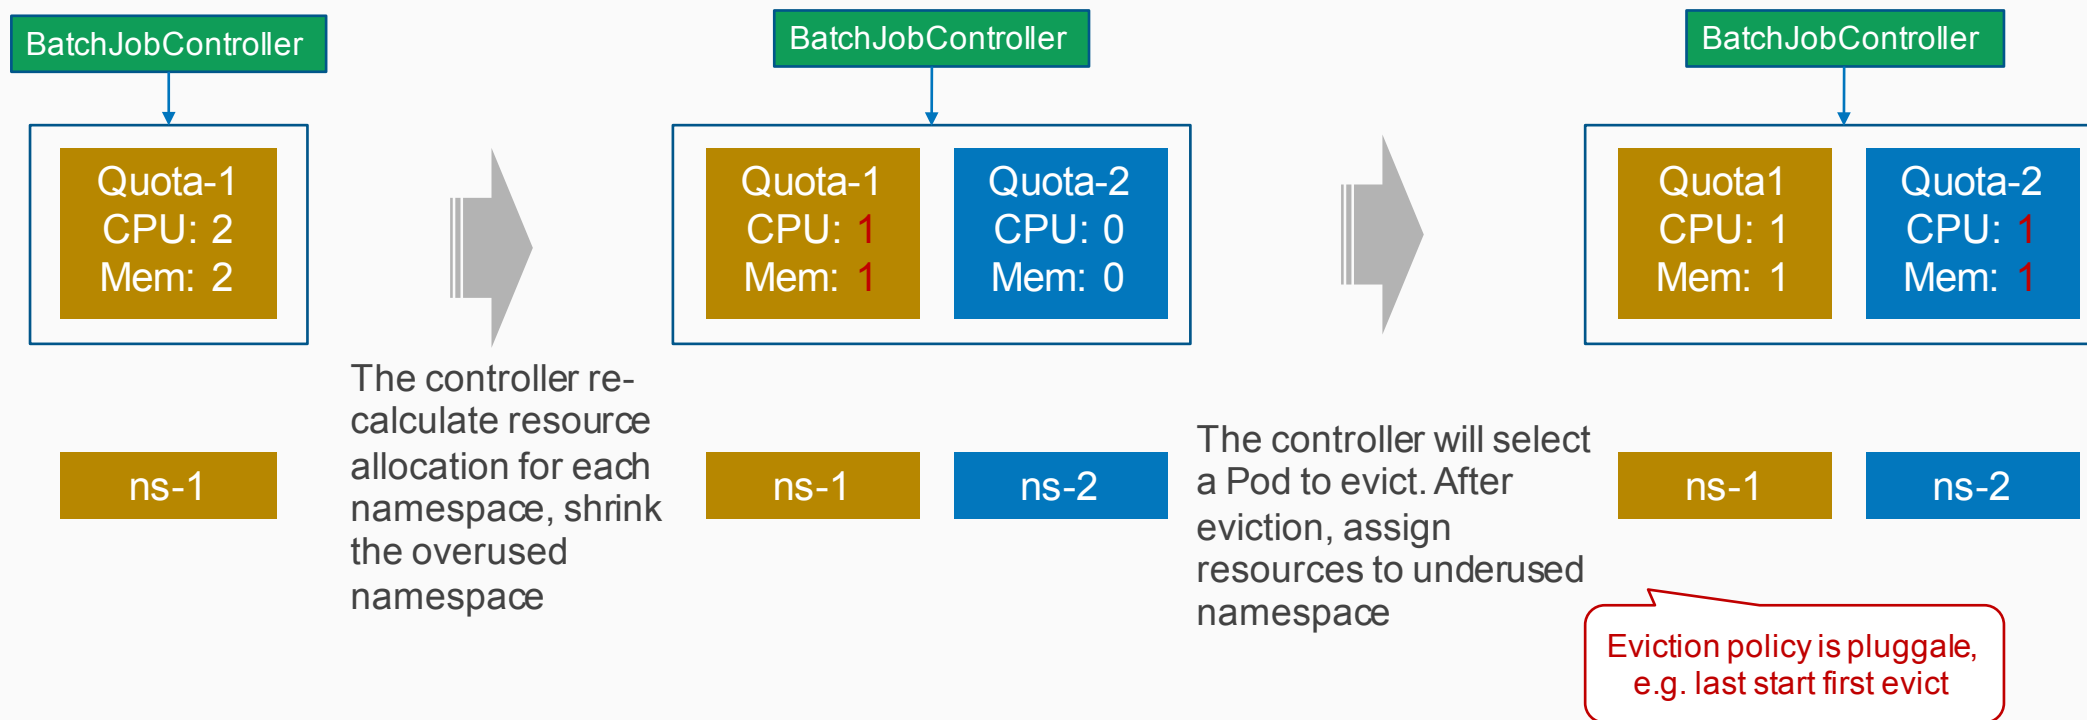 BatchJobController
Quota-1
CPU: 2
Mem: 2
ns-1
The controller re-
calculate resource
allocation for each
namespace, shrink
the overused
namespace
BatchJobController
Quota-1
CPU: 1
Mem: 1
Quota-2
CPU: 0
Mem: 0
ns-1
ns-2
The controller will select
a Pod to evict. After
eviction, assign
resources to underused
namespace
BatchJobController
Quota1
CPU: 1
Mem: 1
Quota-2
CPU: 1
Mem: 1
ns-1
ns-2
Eviction policy is pluggale,
e.g. last start first evict